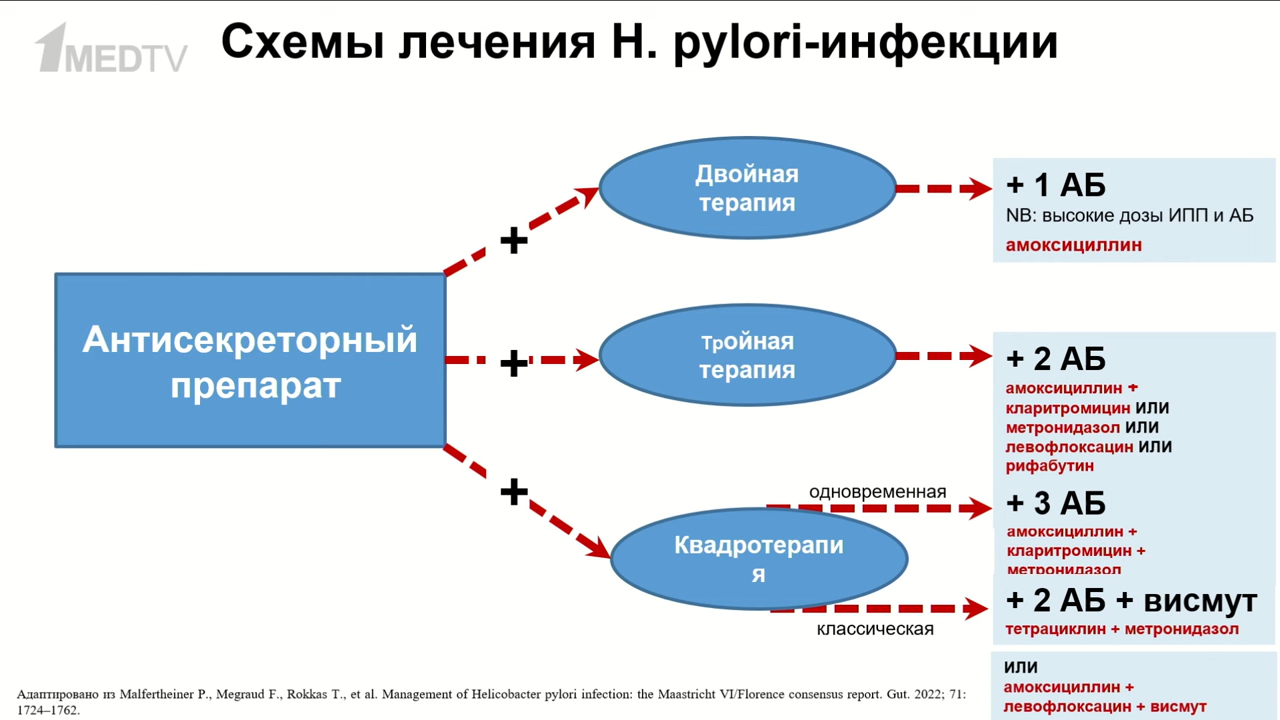 1MEDTV
Схемы лечения H. pylori-инфекции
Антисекреторный
препарат
+
+
+
Двойная
терапия
+ 1 АБ
NB: высокие дозы ИПП и АБ
амоксициллин
Тройная
терапия
+ 2 АБ
амоксициллин +
кларитромицин ИЛИ
метронидазол ИЛИ
левофлоксацин ИЛИ
рифабутин
Квадротерапи
я
одновременная
+ 3 АБ
амоксициллин +
кларитромицин +
метронидазол
классическая
+ 2 АБ + висмут
тетрациклин + метронидазол
ИЛИ
амоксициллин +
левофлоксацин + висмут
Адаптировано из Malfertheiner P., Megraud F., Rokkas T., et al. Management of Helicobacter pylori infection: the Maastricht VI/Florence consensus report. Gut. 2022; 71:
1724–1762.